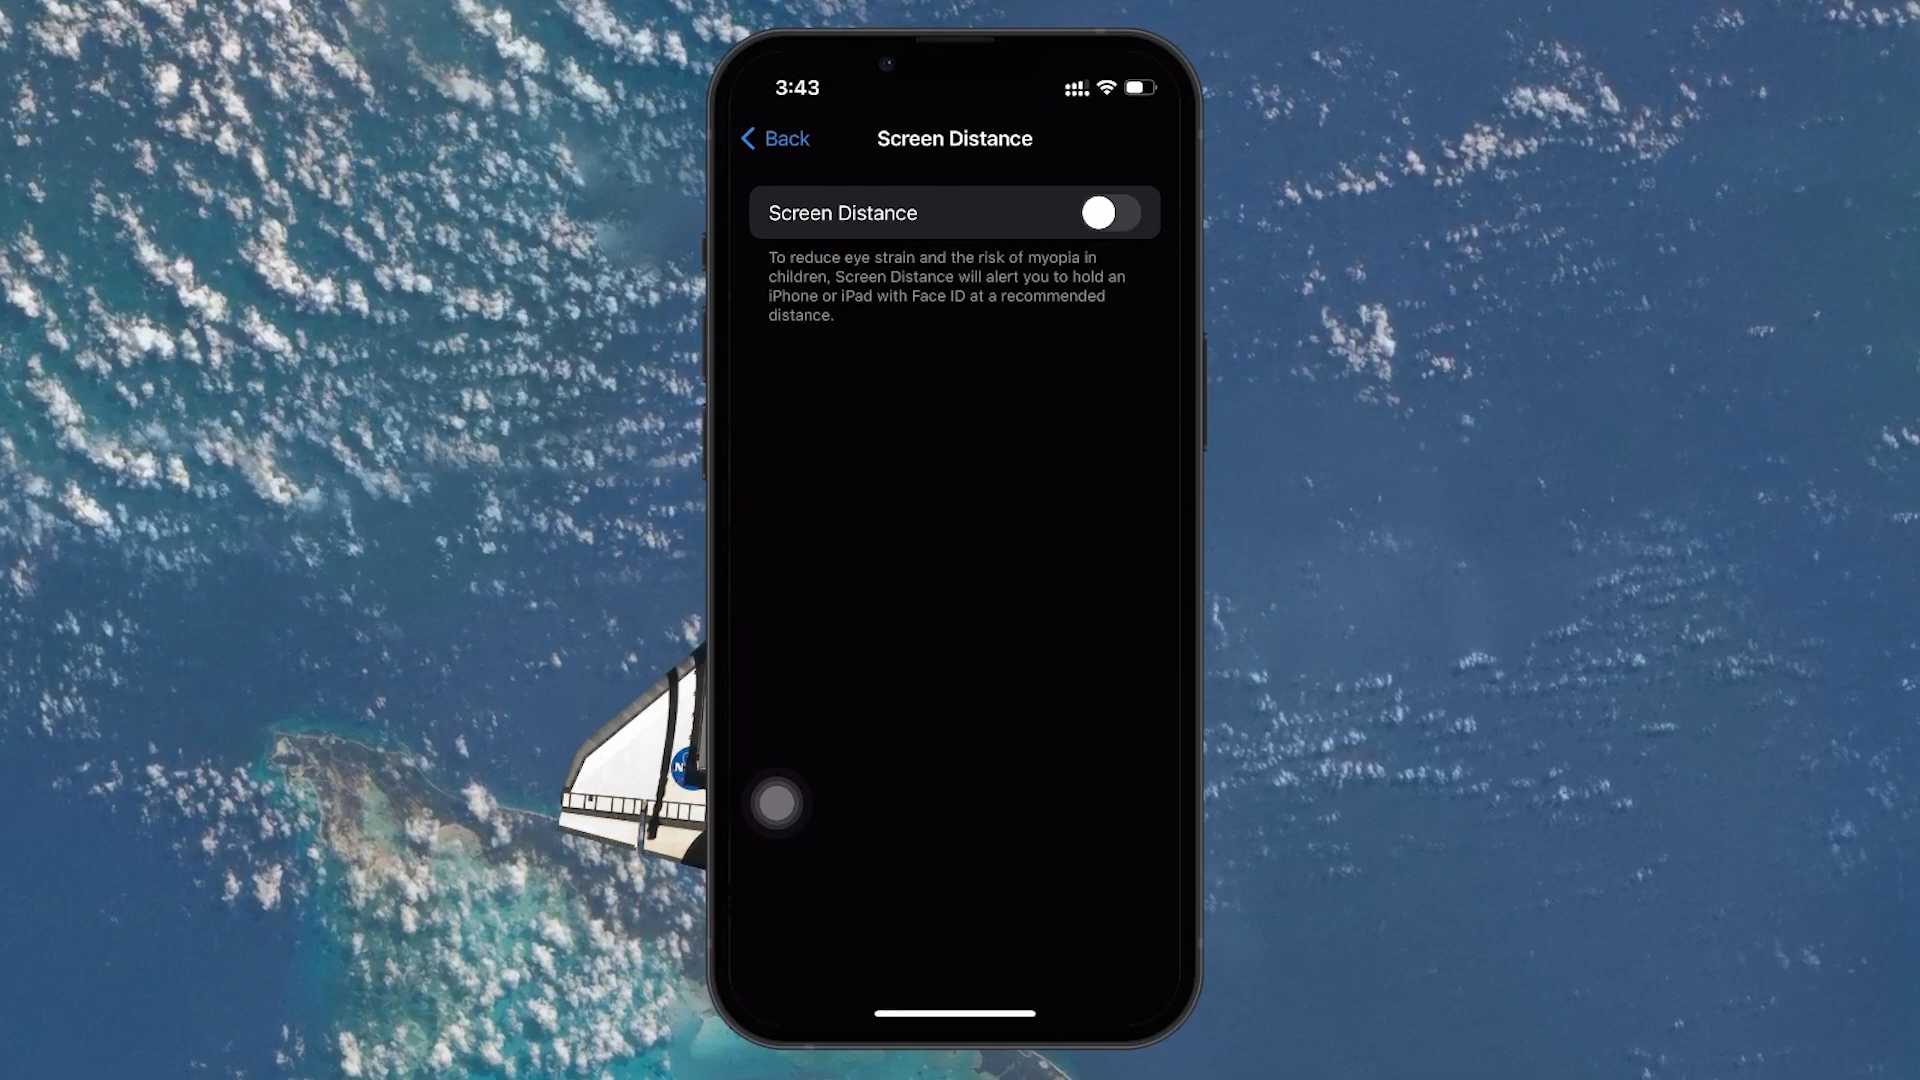 3:43
Back
Screen Distance
Screen Distance
To reduce eye strain and the risk of myopia in
children, Screen Distance will alert you to hold an
iPhone or iPad with Face ID at a recommended
distance.